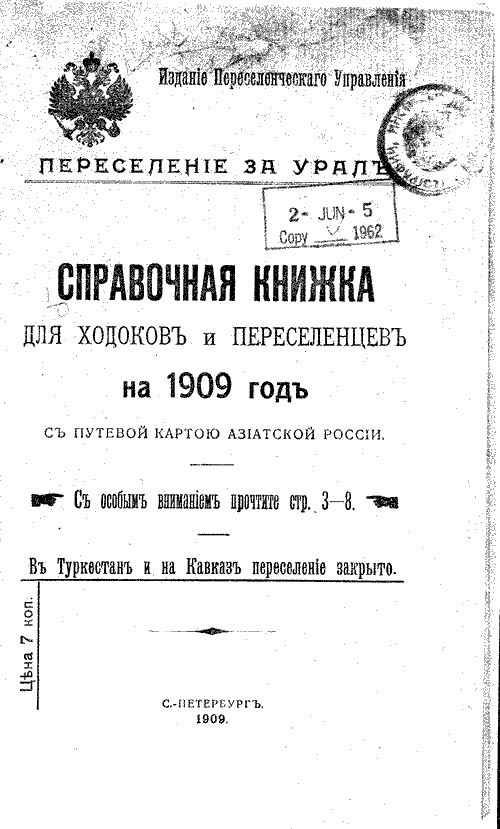 Изданіе Переселенческаго Управленія
ПЕРЕСЕЛЕНІЕ ЗА УРАЛЪ
2- JUN- 5
Copy 1962
СПРАВОЧНАЯ КНИЖКА
ДЛЯ ХОДОКОВЪ и ПЕРЕСЕЛЕНЦЕВЪ
на 1909 годъ
СЪ ПУТЕВОЙ КАРТОЮ АЗІАТСКОЙ РОССІИ.
Съ особымъ вниманіемъ прочтите стр. 3—8.
Въ Туркестанъ и на Кавказъ переселеніе закрыто.
Цѣна 7 коп.
С.-ПЕТЕРБУРГЪ.
1909.